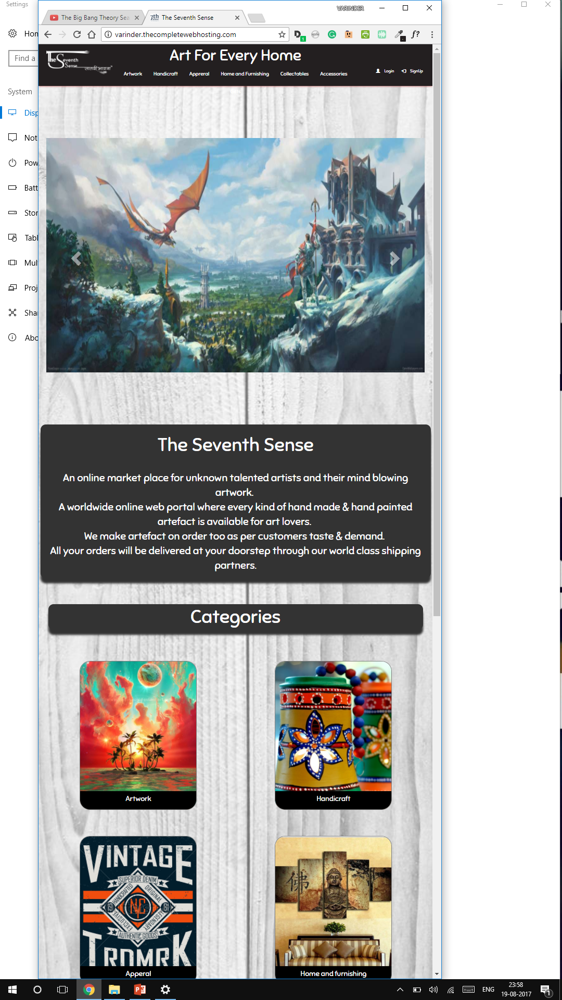 Settings
VARINDER
The Big Bang Theory Sea
7th The Seventh Sense
varinder.thecompletewebhosting.com
Hon
Find a
System
Disp
Not
Pow
Batt
Stor
Tabl
Mul
Proj
Shar
Abo
The Seventh
Sense
Art For Every Home
Artwork Handicraft Appreral Home and Furnishing Collectables Accessories
Login SignUp
The Seventh Sense
An online market place for unknown talented artists and their mind blowing
artwork.
A worldwide online web portal where every kind of hand made & hand painted
artefact is available for art lovers.
We make artefact on order too as per customers taste & demand.
All your orders will be delivered at your doorstep through our world class shipping
partners.
Categories
Artwork
Handicraft
VINTAGE
SUPERIOR DENIM
HANDCRAFTED
ORIGINAL
19 81
EXCLUSIVE
LEGENDARY
AUTHENTIC GOODS
TRDMRK
佛
Apperal
Home and furnishing
ENG
23:58
19-08-2017
1